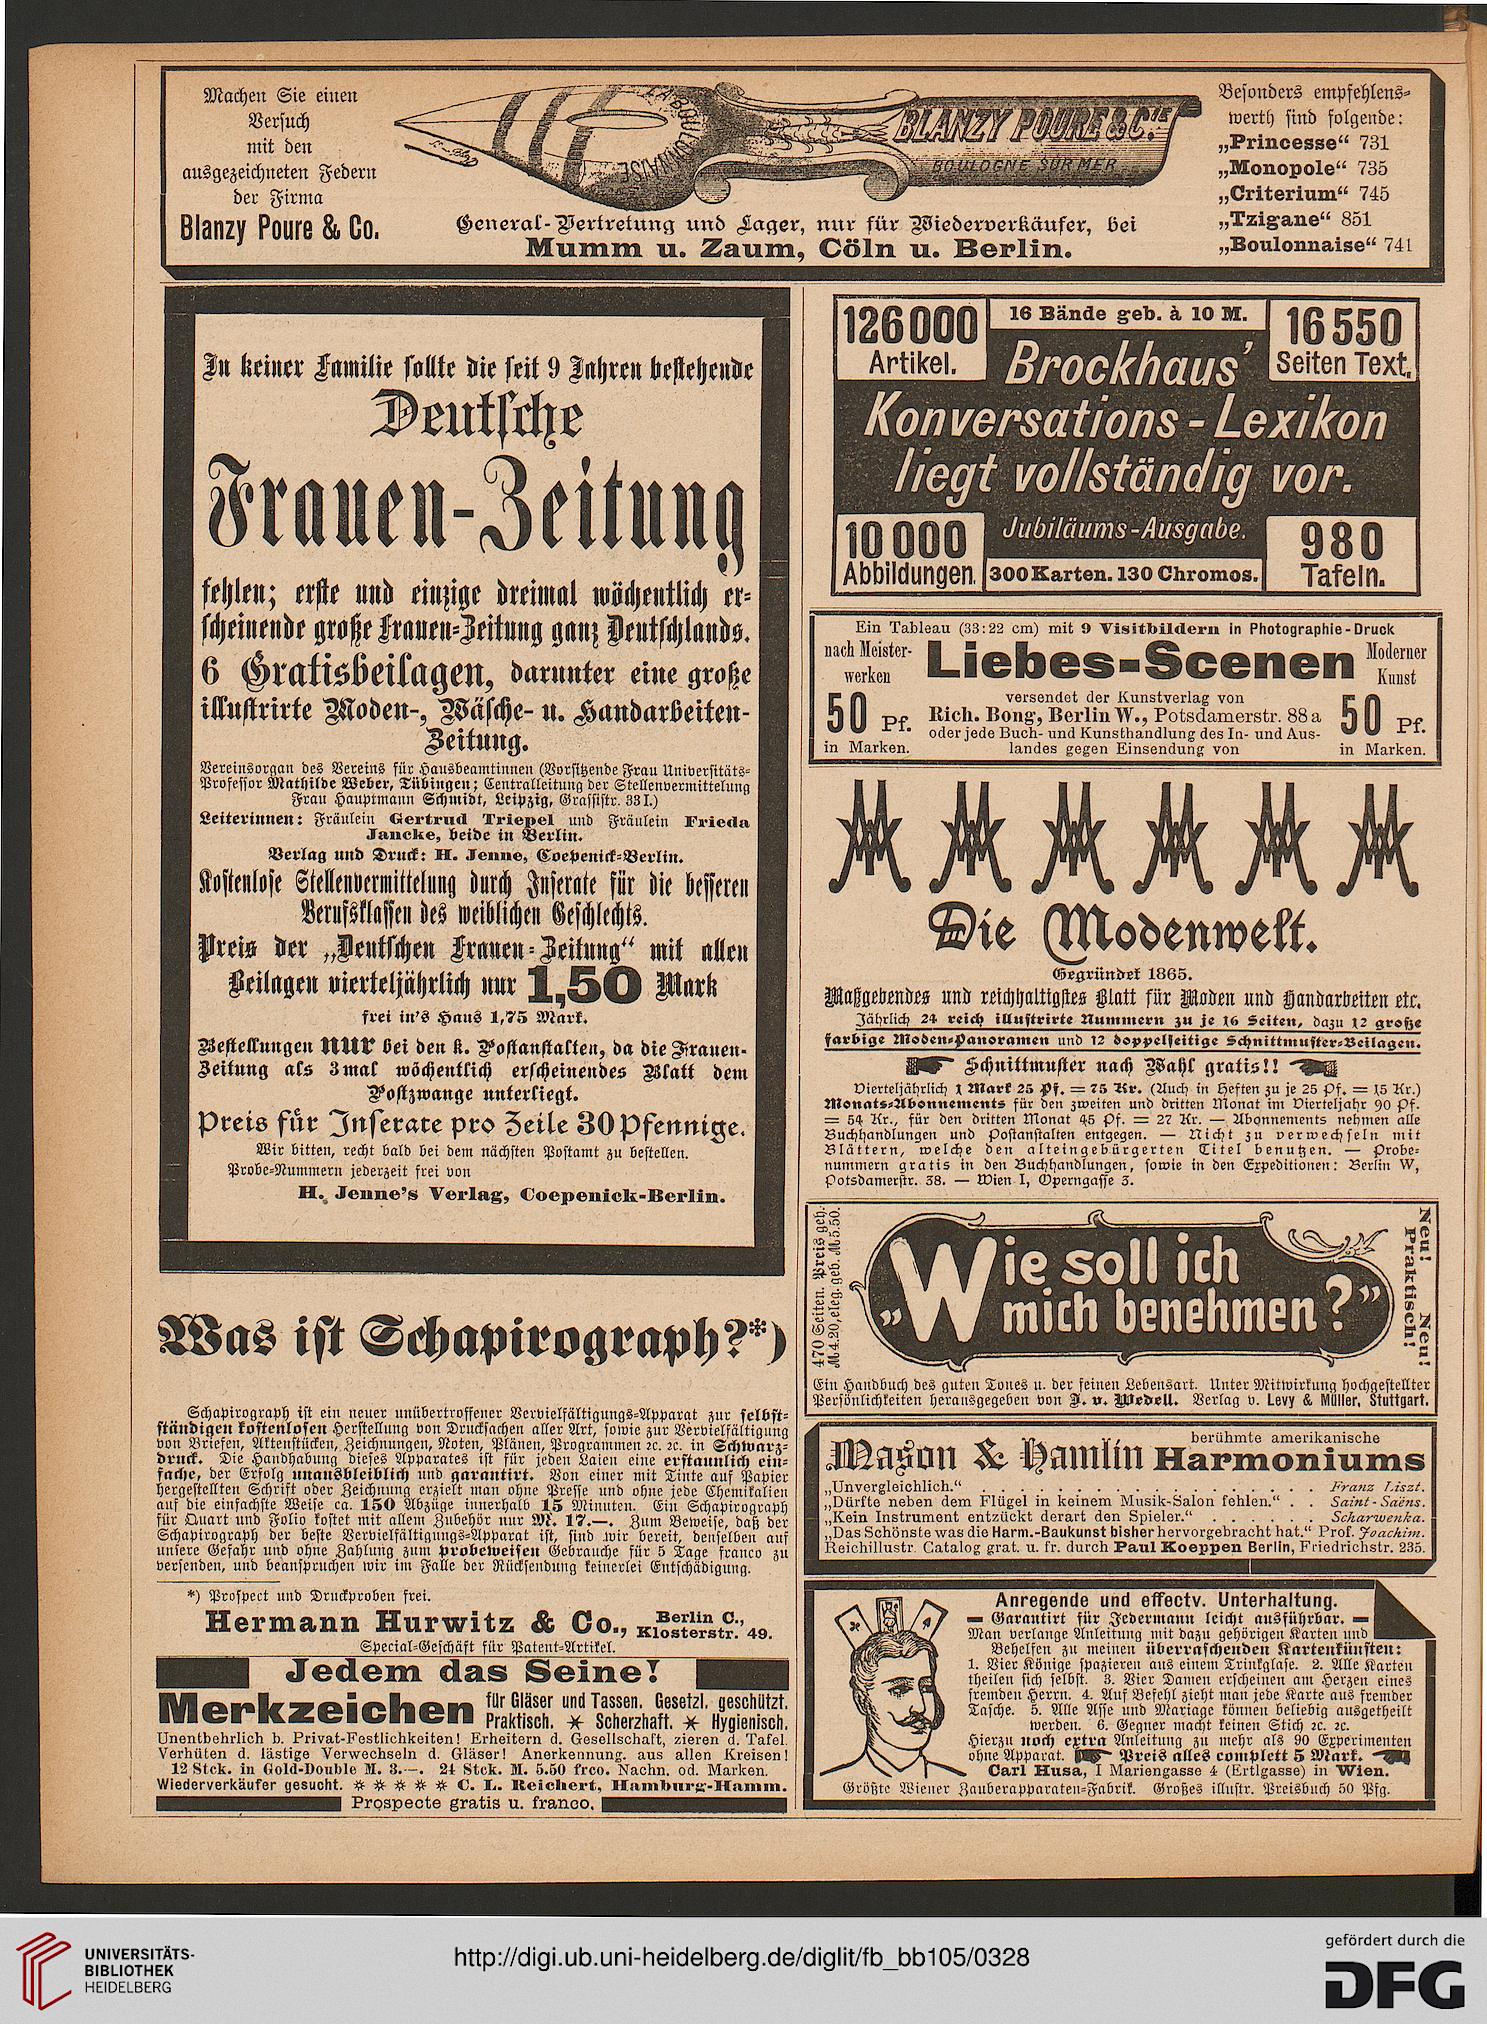 Machen Sie einen
Versuch
mit den
ausgezeichneten Federn
der Firma
Blanzy Poure & Co.
LA BOULONNAISE
BLANZY POURE & C.IE
BOULOGNE SUR MER
General-Vertretung und Lager, nur für Wiederverkäufer, bei
Mumm u. Zaum, Cöln u. Berlin.
Besonders empfehlens-
werth sind folgende:
„Princesse“ 731
„Monopole“ 735
„Criterium“ 745
„Tzigane“ 851
„Boulonnaise“ 741
In keiner Familie sollte die seit 9 Jahren bestehende
Deutsche
Frauen-Zeitung
fehlen; erste und einzige dreimal wöchentlich er-
scheinende große Frauen-Zeitung ganz Deutschlands.
6 Gratisbeilagen, darunter eine große
illustrirte Moden-, Wäsche- u. Handarbeiten-
Zeitung.
Vereinsorgan des Vereins für Hausbeamtinnen (Vorsitzende Frau Universitäts-
Professor Mathilde Weber, Tübingen; Centralleitung der Stellenvermittelung
Frau Hauptmann Schmidt, Leipzig, Grassistr. 33 I.)
Leiterinnen: Fräulein Gertrud Triepel und Fräulein Frieda
Jancke, beide in Berlin.
Verlag und Druck: H. Jenne, Coepenick-Berlin.
Kostenlose Stellenvermittelung durch Inserate für die besseren
Berufsklassen des weiblichen Geschlechts.
Preis der „Deutschen Frauen-Zeitung“ mit allen
Beilagen vierteljährlich nur 1,50 Mark
frei in's Haus 1,75 Mark.
Bestellungen nur bei den k. Postanstalten, da die Frauen-
Zeitung als 3mal wöchentlich erscheinendes Blatt dem
Postzwange unterliegt.
Preis für Inserate pro Zeile 30 Pfennige.
Wir bitten, recht bald bei dem nächsten Postamt zu bestellen.
Probe-Nummern jederzeit frei von
H. Jenne's Verlag, Coepenick-Berlin.
Was ist Schapirograph?*)
Schapirograph ist ein neuer unübertroffener Vervielfältigungs-Apparat zur selbst-
ständigen kostenlosen Herstellung von Drucksachen aller Art, sowie zur Vervielfältigung
von Briefen, Aktenstücken, Zeichnungen, Noten, Plänen, Programmen ꝛc. ꝛc. in Schwarz-
druck. Die Handhabung dieses Apparates ist für jeden Laien eine erstaunlich ein-
fache, der Erfolg unausbleiblich und garantirt. Von einer mit Tinte auf Papier
hergestellten Schrift oder Zeichnung erzielt man ohne Presse und ohne jede Chemikalien
auf die einfachste Weise ca. 150 Abzüge innerhalb 15 Minuten. Ein Schapirograph
für Quart und Folio kostet mit allem Zubehör nur M. 17.—. Zum Beweise, daß der
Schapirograph der beste Vervielfältigungs-Apparat ist, sind wir bereit, denselben auf
unsere Gefahr und ohne Zahlung zum probeweisen Gebrauche für 5 Tage franco zu
versenden, und beanspruchen wir im Falle der Rücksendung keinerlei Entschädigung.
*) Prospect und Druckproben frei.
Hermann Hurwitz & Co., Berlin C., Klosterstr. 49.
Special-Geschäft für Patent-Artikel.
Jedem das Seine!
Merkzeichen für Gläser und Tassen. Gesetzl. geschützt.
Praktisch. * Scherzhaft. * Hygienisch.
Unentbehrlich b. Privat-Festlichkeiten! Erheitern d. Gesellschaft, zieren d. Tafel.
Verhüten d. lästige Verwechseln d. Gläser! Anerkennung. aus allen Kreisen!
12 Stck. in Gold-Double M. 3.—. 24 Stck. M. 5.50 frco. Nachn. od. Marken.
Wiederverkäufer gesucht. * * * * * C. L. Reichert, Hamburg-Hamm.
Prospecte gratis u. franco.
126000
Artikel.
16 Bände geb. à 10 M.
16550
Seiten Text.
Brockhaus'
Konversations-Lexikon
liegt vollständig vor.
Jubiläums-Ausgabe.
10 000
Abbildungen.
300 Karten. 130 Chromos.
980
Tafeln.
Ein Tableau (33:22 cm) mit 9 Visitbildern in Photographie-Druck
nach Meister-
werken
Liebes-Scenen
Moderner
Kunst
50 Pf.
in Marken.
versendet der Kunstverlag von
Rich. Bong, Berlin W., Potsdamerstr. 88a
oder jede Buch- und Kunsthandlung des In- und Aus-
landes gegen Einsendung von
50 Pf.
in Marken.
Die Modenwelt.
Gegründet 1865.
Maßgebendes und reichhaltigstes Blatt für Moden und Handarbeiten etc.
Jährlich 24 reich illustrirte Nummern zu je 16 Seiten, dazu 12 große
farbige Moden-Panoramen und 12 doppelseitige Schnittmuster-Beilagen.
Schnittmuster nach Wahl gratis!!
Vierteljährlich 1 Mark 25 Pf. = 75 Kr. (Auch in Heften zu je 25 Pf. = 15 Kr.)
Monats-Abonnements für den zweiten und dritten Monat im Vierteljahr 90 Pf.
= 54 Kr., für den dritten Monat 45 Pf. = 27 Kr. — Abonnements nehmen alle
Buchhandlungen und Postanstalten entgegen. — Nicht zu verwechseln mit
Blättern, welche den alteingebürgerten Titel benutzen. — Probe-
nummern gratis in den Buchhandlungen, sowie in den Expeditionen: Berlin W,
Potsdamerstr. 38. — Wien I, Operngasse 3.
470 Seiten. Preis geh.
M 4.20, eleg. geb. M 5.50.
„Wie soll ich
mich benehmen?“
Neu! Neu!
Praktisch!
Ein Handbuch des guten Tones u. der feinen Lebensart. Unter Mitwirkung hochgestellter
Persönlichkeiten herausgegeben von J. v. Wedell. Verlag v. Levy & Müller, Stuttgart.
berühmte amerikanische
Mason & Hamlin Harmoniums
„Unvergleichlich.“ . . . . . . . . . . Franz Liszt.
„Dürfte neben dem Flügel in keinem Musik-Salon fehlen.“ . . Saint-Saëns.
„Kein Instrument entzückt derart den Spieler.“ . . . . . . Scharwenka.
„Das Schönste was die Harm.-Baukunst bisher hervorgebracht hat.“ Prof. Joachim.
Reichillustr. Catalog grat. u. fr. durch Paul Koeppen Berlin, Friedrichstr. 235.
Anregende und effectv. Unterhaltung.
— Garantirt für Jedermann leicht ausführbar. —
Man verlange Anleitung mit dazu gehörigen Karten und
Behelfen zu meinen überraschenden Kartenkünsten:
1. Vier Könige spazieren aus einem Trinkglase. 2. Alle Karten
theilen sich selbst. 3. Vier Damen erscheinen am Herzen eines
fremden Herrn. 4. Auf Befehl zieht man jede Karte aus fremder
Tasche. 5. Alle Asse und Mariage können beliebig ausgetheilt
werden. 6. Gegner macht keinen Stich ꝛc. ꝛc.
Hierzu noch extra Anleitung zu mehr als 90 Experimenten
ohne Apparat. Preis alles complett 5 Mark.
Carl Husa, I Mariengasse 4 (Ertlgasse) in Wien.
Größte Wiener Zauberapparaten-Fabrik. Großes illustr. Preisbuch 50 Pfg.
UNIVERSITÄTS-
BIBLIOTHEK
HEIDELBERG
http://digi.ub.uni-heidelberg.de/diglit/fb_bb105/0328
gefördert durch die
DFG